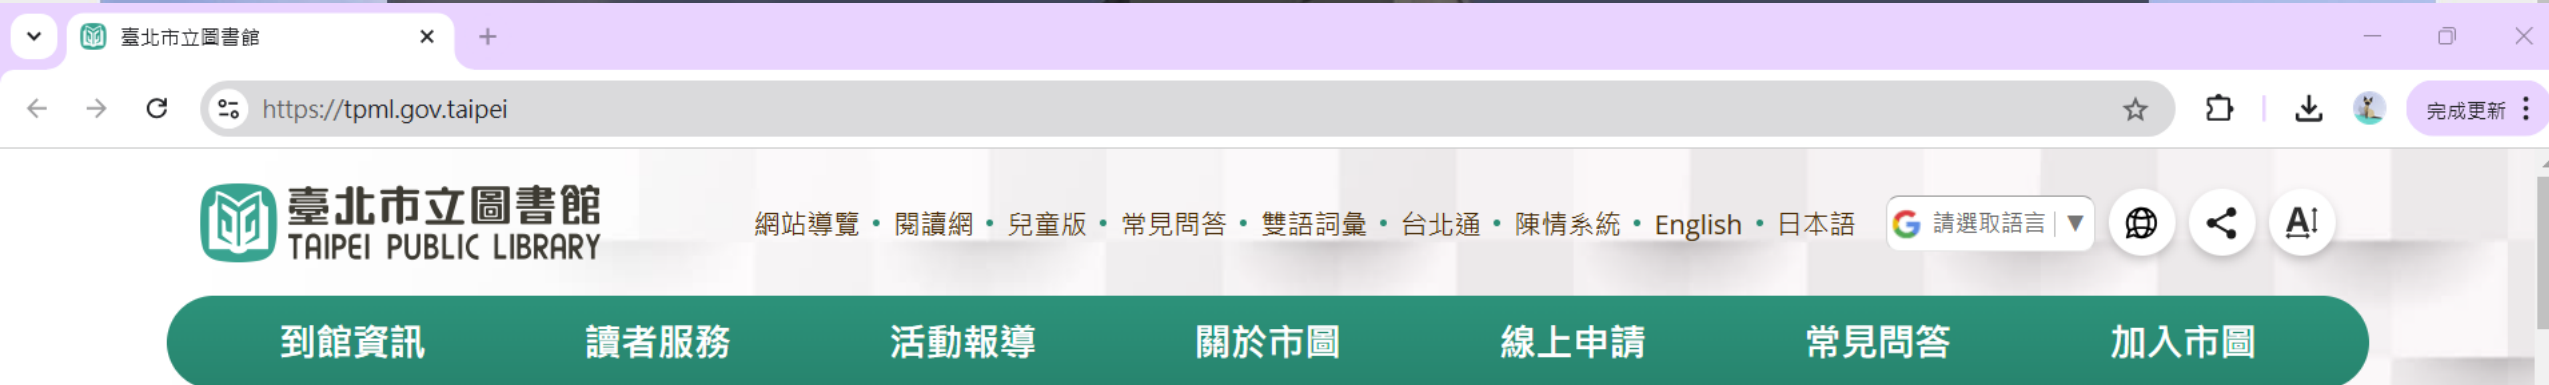 臺北市立圖書館
https://tpml.gov.taipei
完成更新
臺北市立圖書館
TAIPEI PUBLIC LIBRARY
網站導覽 • 閱讀網 • 兒童版 • 常見問答 • 雙語詞彙 • 台北通 • 陳情系統 • English • 日本語
G 請選取語言 ▼
A
到館資訊 讀者服務 活動報導 關於市圖 線上申請 常見問答 加入市圖